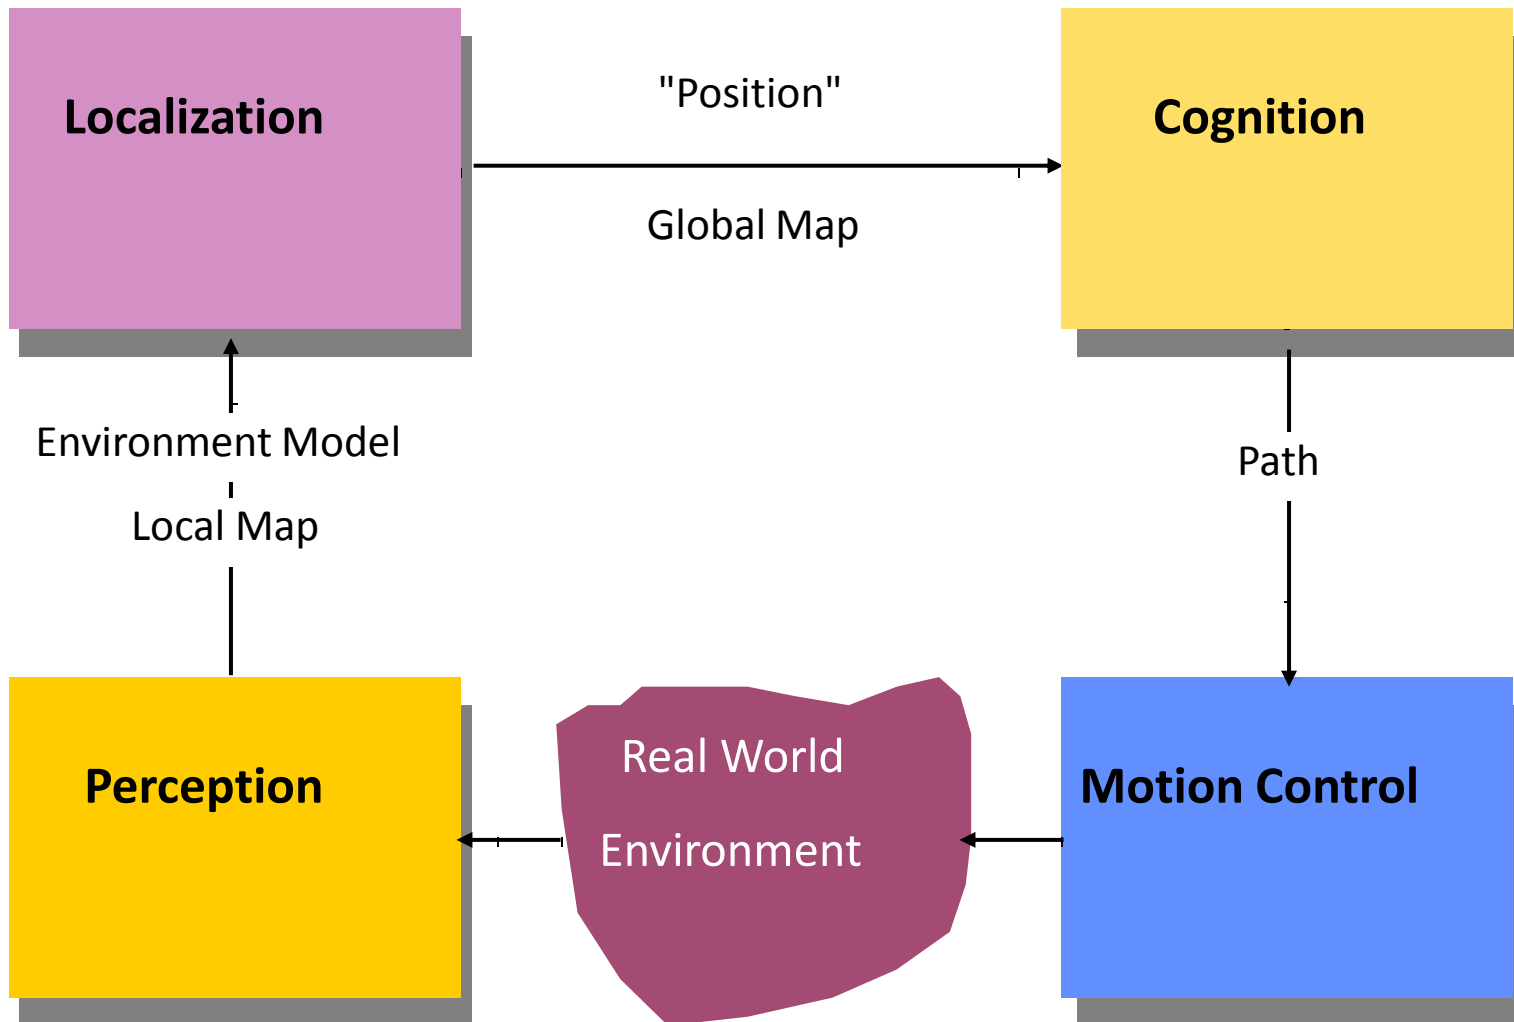 Localization
"Position"
Cognition
Global Map
Environment Model
Path
Local Map
Perception
Real World
Environment
Motion Control